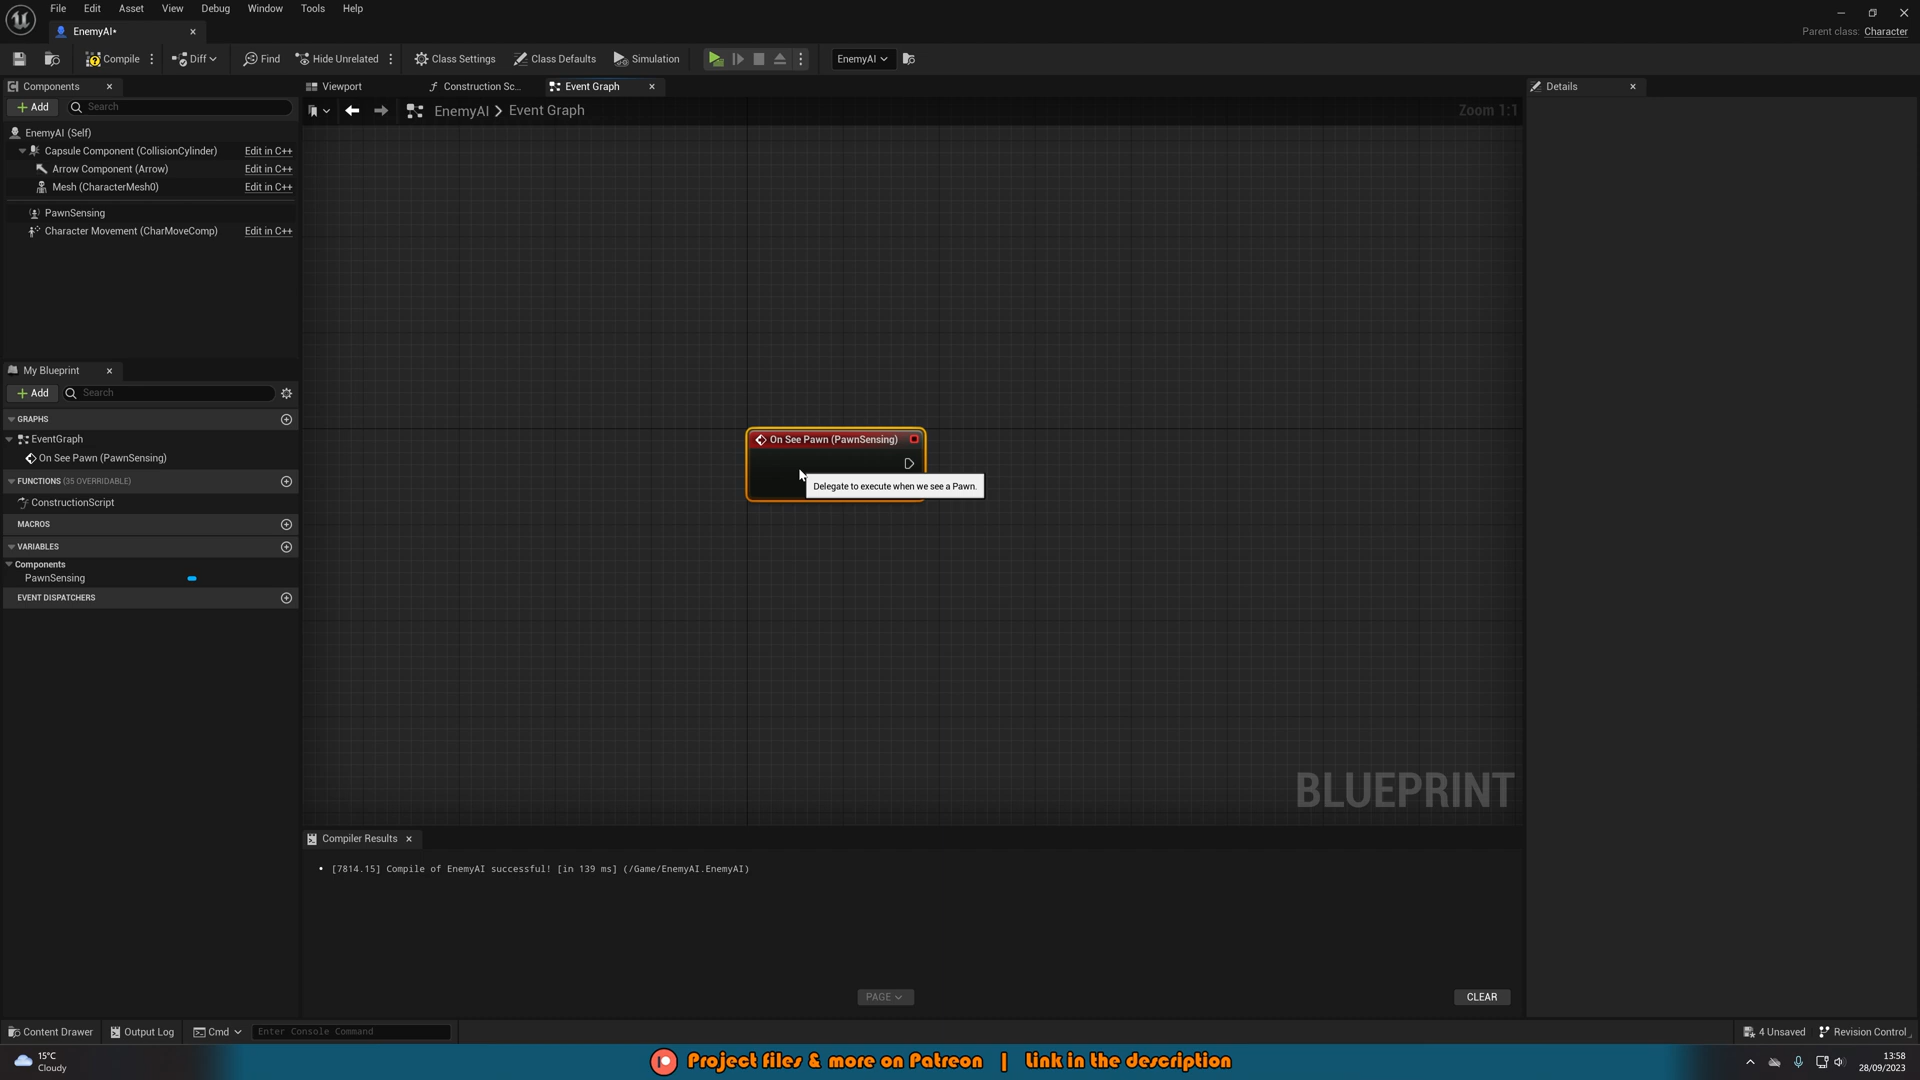 File Edit Asset View Debug Window Tools Help
EnemyAI*
Parent class: Character
Compile Diff Find Hide Unrelated Class Settings Class Defaults Simulation EnemyAI
Components
Viewport Construction Sc... Event Graph
Details
Add Search
EnemyAI > Event Graph
Zoom 1:1
EnemyAI (Self)
Capsule Component (CollisionCylinder) Edit in C++
Arrow Component (Arrow) Edit in C++
Mesh (CharacterMesh0) Edit in C++
PawnSensing
Character Movement (CharMoveComp) Edit in C++
My Blueprint
Add Search
GRAPHS
EventGraph
On See Pawn (PawnSensing)
FUNCTIONS (35 OVERRIDABLE)
ConstructionScript
MACROS
VARIABLES
Components
PawnSensing
EVENT DISPATCHERS
On See Pawn (PawnSensing)
Delegate to execute when we see a Pawn.
BLUEPRINT
Compiler Results
[7814.15] Compile of EnemyAI successful! [in 139 ms] (/Game/EnemyAI.EnemyAI)
PAGE
CLEAR
Content Drawer Output Log Cmd Enter Console Command
4 Unsaved Revision Control
15°C
Cloudy
Project files & more on Patreon | Link in the description
13:58
28/09/2023